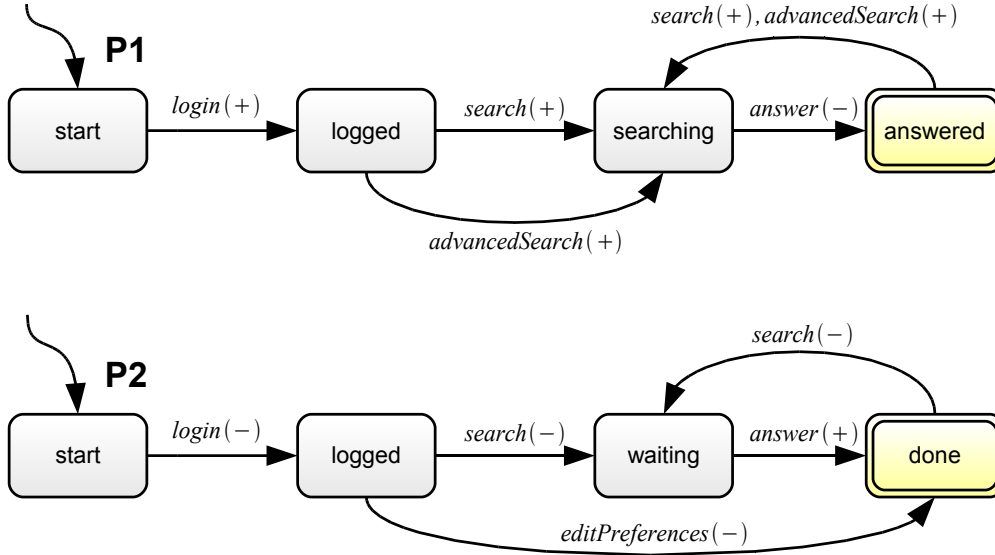 search(+), advancedSearch(+)
P1
login(+)
search(+)
answer(−)
start
logged
searching
answered
advancedSearch(+)
search(−)
P2
login(−)
search(−)
answer(+)
start
logged
waiting
done
editPreferences(−)